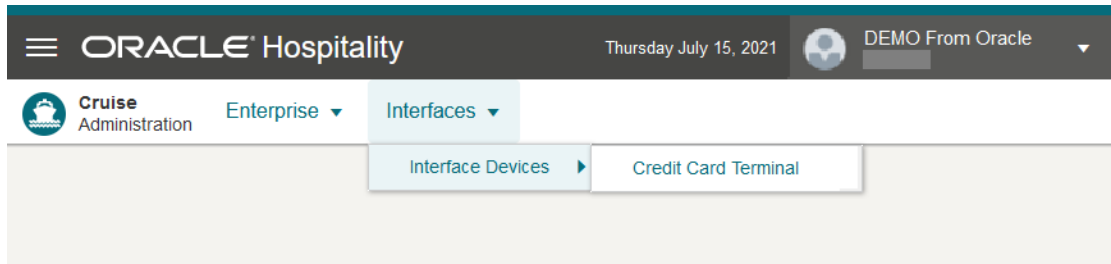 ORACLE Hospitality
Thursday July 15, 2021
DEMO From Oracle
Cruise
Administration
Enterprise
Interfaces
Interface Devices
Credit Card Terminal